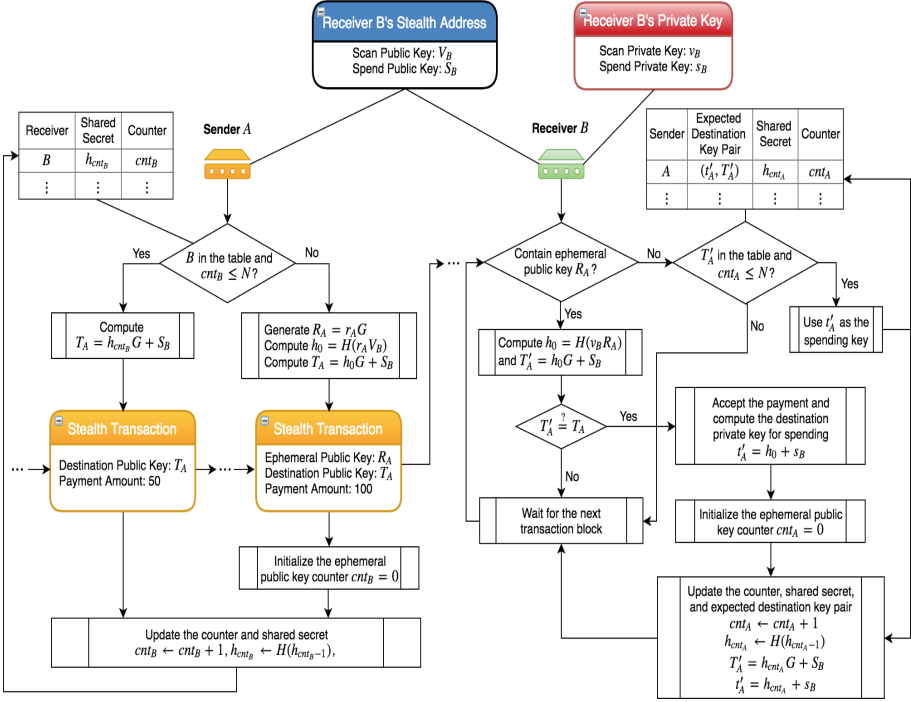 Receiver B's Stealth Address
Scan Public Key: V_B
Spend Public Key: S_B
Receiver B's Private Key
Scan Private Key: v_B
Spend Private Key: s_B
Receiver
Shared
Secret
Counter
B
h_{cnt_B}
cnt_B
⋮ ⋮ ⋮
Sender A
Receiver B
Sender
Expected
Destination
Key Pair
Shared
Secret
Counter
A
(t'_A, T'_A)
h_{cnt_A}
cnt_A
⋮ ⋮ ⋮ ⋮
B in the table and
cnt_B ≤ N?
Yes
No
Compute
T_A = h_{cnt_B}G + S_B
Generate R_A = r_AG
Compute h_0 = H(r_AV_B)
Compute T_A = h_0G + S_B
...
Stealth Transaction
Destination Public Key: T_A
Payment Amount: 50
...
Stealth Transaction
Ephemeral Public Key: R_A
Destination Public Key: T_A
Payment Amount: 100
Initialize the ephemeral
public key counter cnt_B = 0
Update the counter and shared secret
cnt_B ← cnt_B + 1, h_{cnt_B} ← H(h_{cnt_B−1}),
...
Contain ephemeral
public key R_A?
No
Yes
T'_A in the table and
cnt_A ≤ N?
Yes
No
Use t'_A as the
spending key
Compute h_0 = H(v_BR_A)
and T'_A = h_0G + S_B
T'_A ≟ T_A
Yes
No
Wait for the next
transaction block
Accept the payment and
compute the destination
private key for spending
t'_A = h_0 + s_B
Initialize the ephemeral public
key counter cnt_A = 0
Update the counter, shared secret,
and expected destination key pair
cnt_A ← cnt_A + 1
h_{cnt_A} ← H(h_{cnt_A−1})
T'_A = h_{cnt_A}G + S_B
t'_A = h_{cnt_A} + s_B